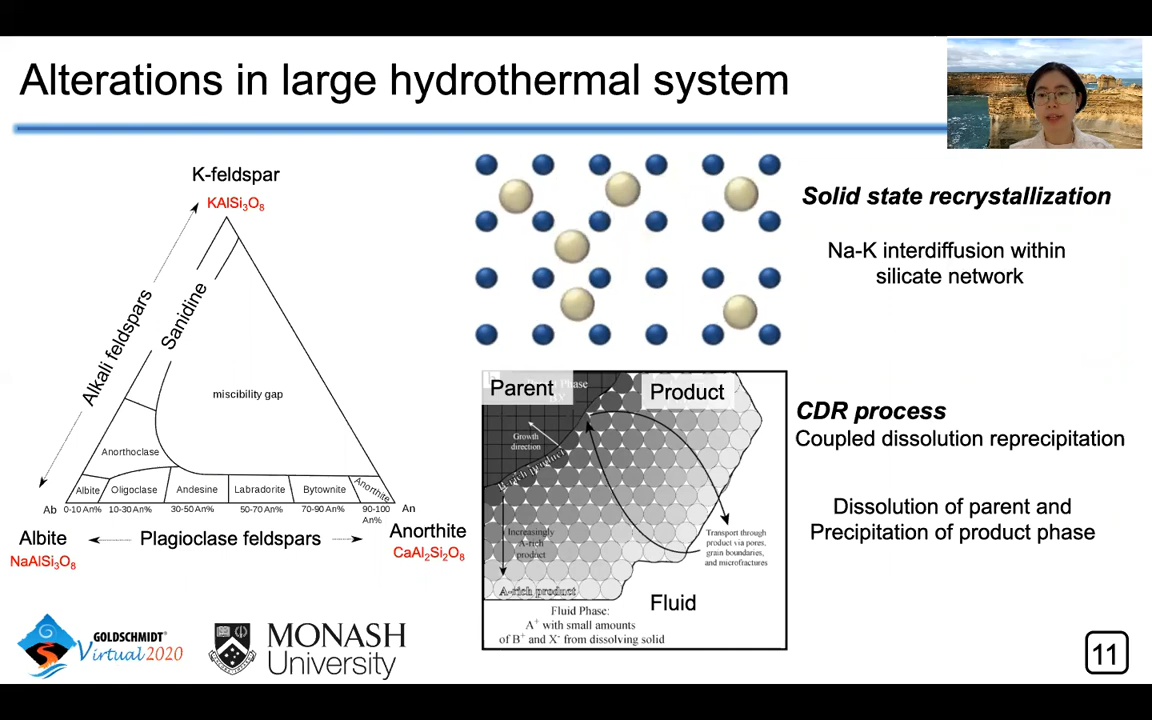 Alterations in large hydrothermal system
K-feldspar
KAlSi3O8
Alkali feldspars
Sanidine
miscibility gap
Anorthoclase
Albite
Oligoclase
Andesine
Labradorite
Bytownite
Anorthite
Ab
0-10 An%
10-30 An%
30-50 An%
50-70 An%
70-90 An%
90-100
An%
An
Albite
Plagioclase feldspars
Anorthite
NaAlSi3O8
CaAl2Si2O8
Solid state recrystallization
Na-K interdiffusion within
silicate network
Parent
Product
Growth
direction
B-rich product
Increasingly
A-rich
product
A-rich product
Transport through
product via pores,
grain boundaries,
and microfractures
Fluid
Fluid Phase:
A+ with small amounts
of B+ and X- from dissolving solid
CDR process
Coupled dissolution reprecipitation
Dissolution of parent and
Precipitation of product phase
GOLDSCHMIDT®
Virtual 2020
MONASH
University
11